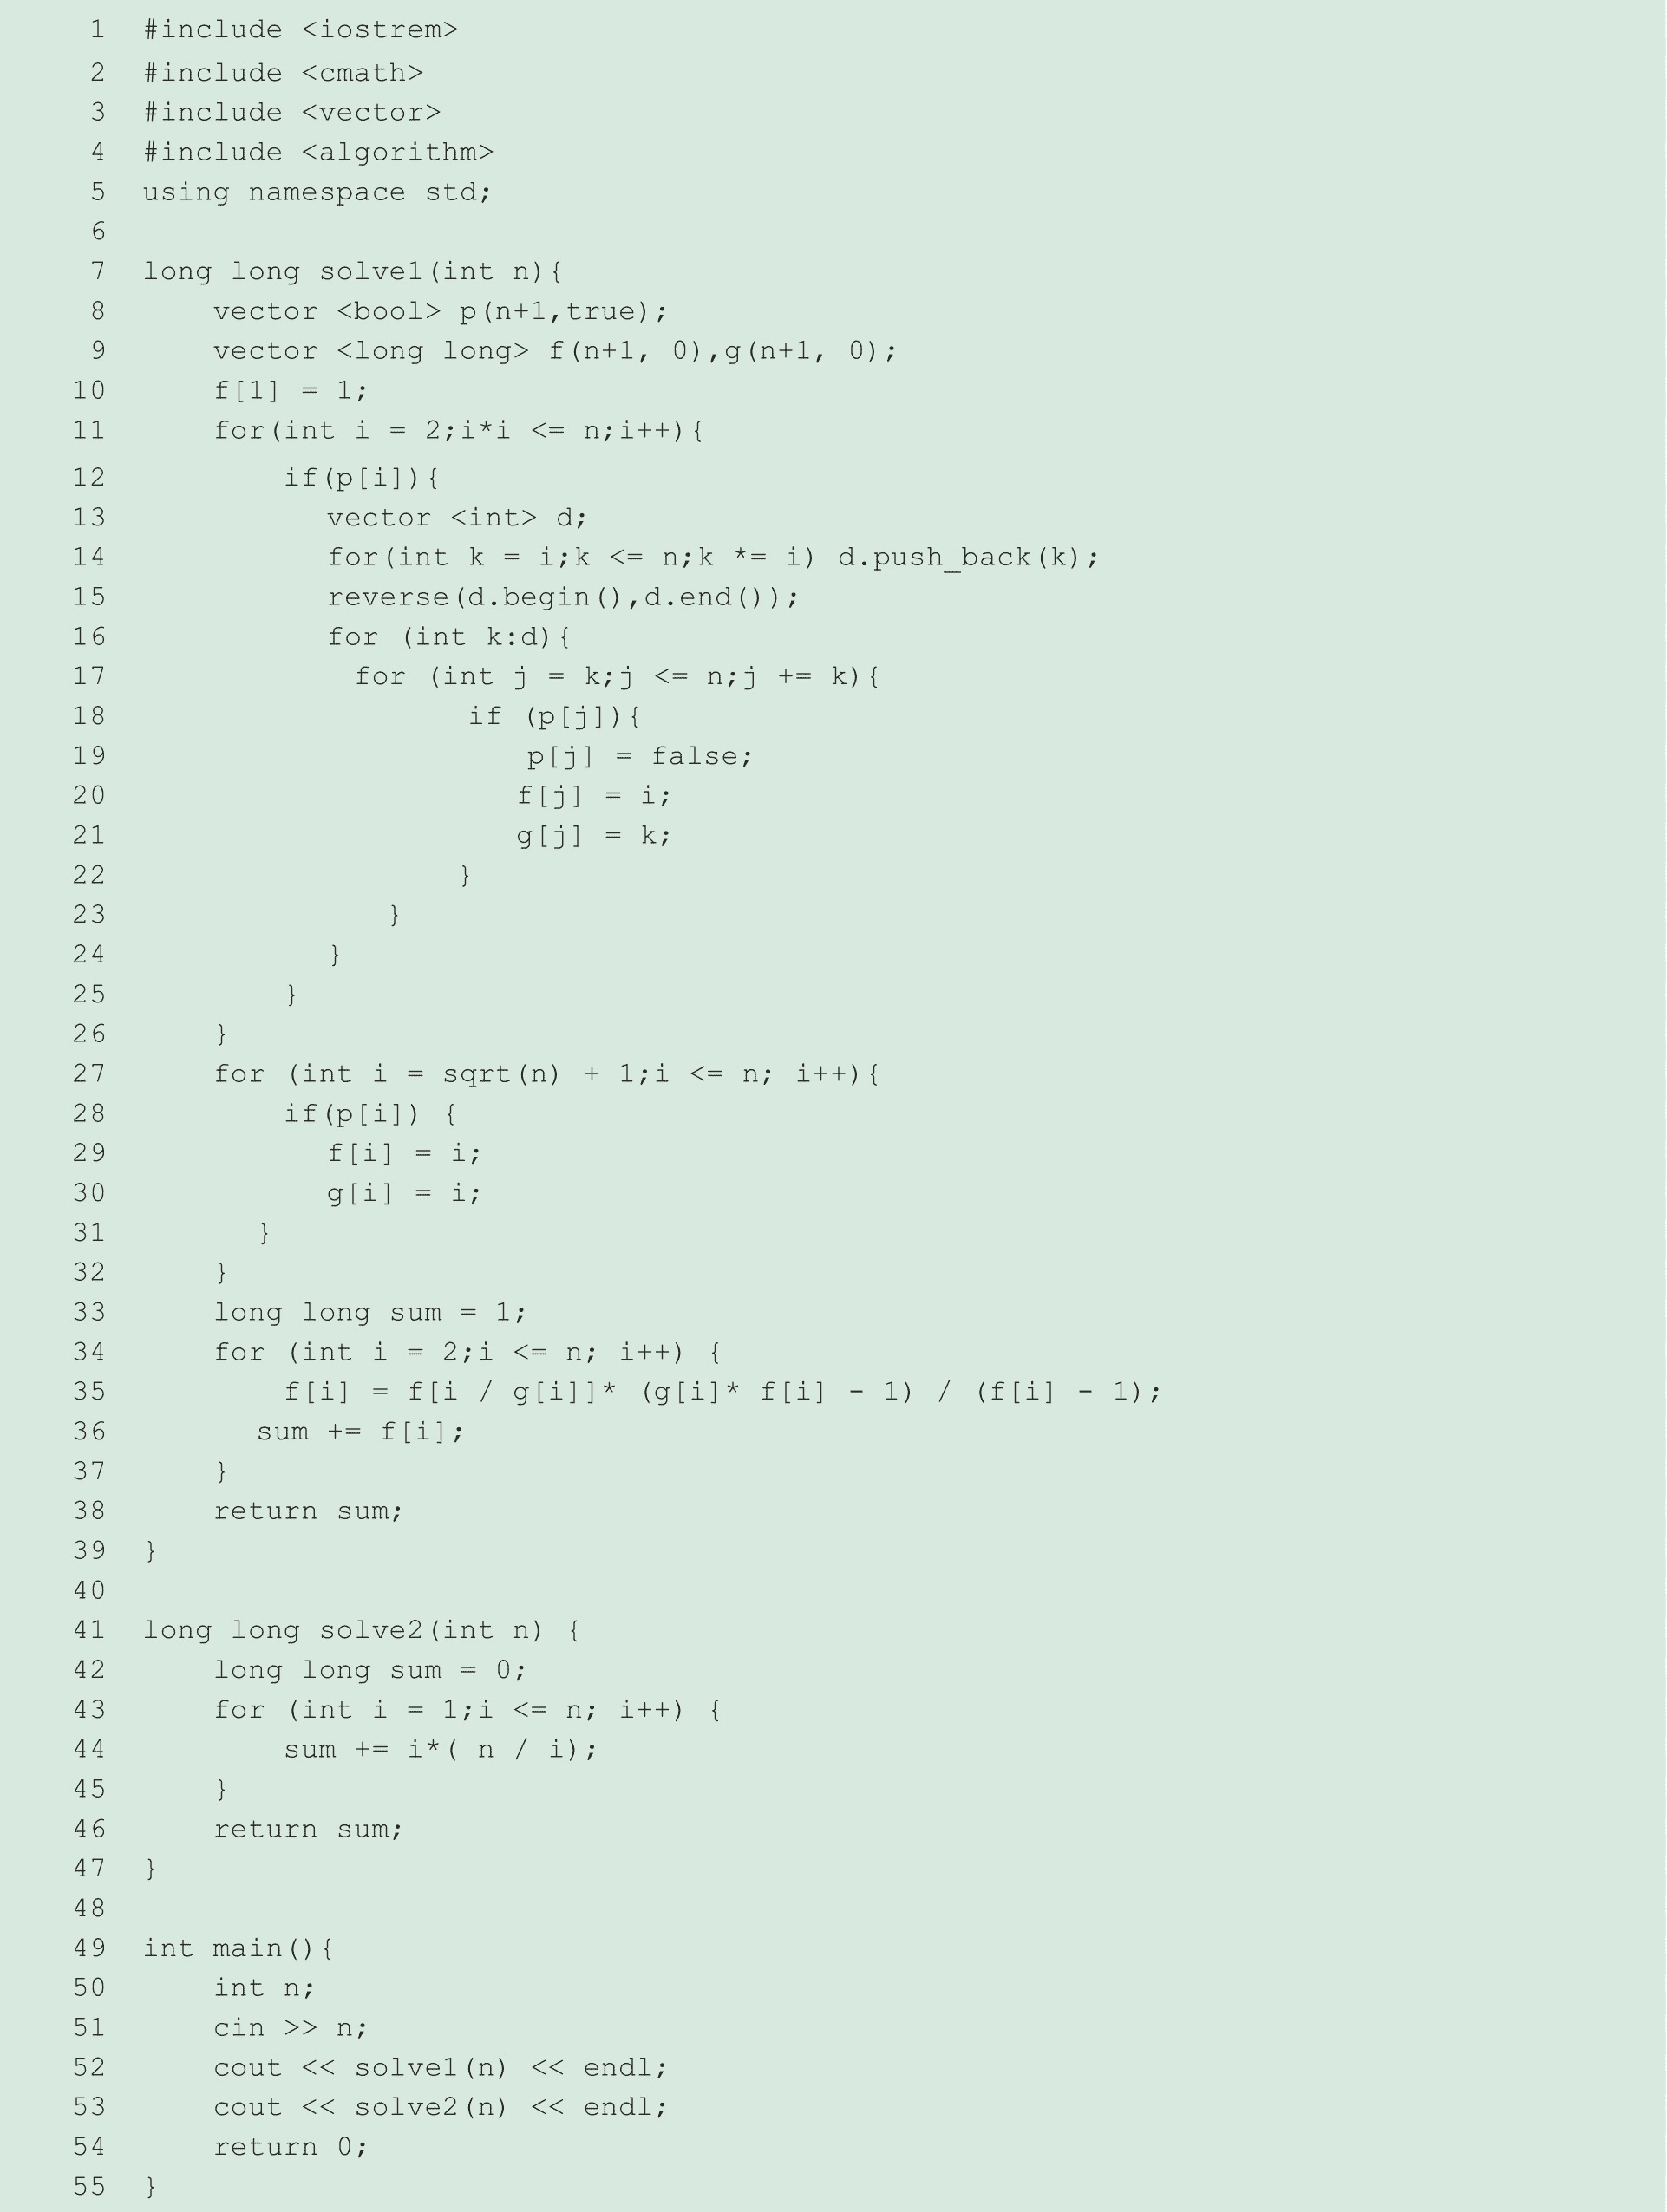 1 #include <iostrem>
2 #include <cmath>
3 #include <vector>
4 #include <algorithm>
5 using namespace std;
6
7 long long solve1(int n){
8 vector <bool> p(n+1,true);
9 vector <long long> f(n+1, 0),g(n+1, 0);
10 f[1] = 1;
11 for(int i = 2;i*i <= n;i++){
12 if(p[i]){
13 vector <int> d;
14 for(int k = i;k <= n;k *= i) d.push_back(k);
15 reverse(d.begin(),d.end());
16 for (int k:d){
17 for (int j = k;j <= n;j += k){
18 if (p[j]){
19 p[j] = false;
20 f[j] = i;
21 g[j] = k;
22 }
23 }
24 }
25 }
26 }
27 for (int i = sqrt(n) + 1;i <= n; i++){
28 if(p[i]) {
29 f[i] = i;
30 g[i] = i;
31 }
32 }
33 long long sum = 1;
34 for (int i = 2;i <= n; i++) {
35 f[i] = f[i / g[i]]* (g[i]* f[i] - 1) / (f[i] - 1);
36 sum += f[i];
37 }
38 return sum;
39 }
40
41 long long solve2(int n) {
42 long long sum = 0;
43 for (int i = 1;i <= n; i++) {
44 sum += i*( n / i);
45 }
46 return sum;
47 }
48
49 int main(){
50 int n;
51 cin >> n;
52 cout << solve1(n) << endl;
53 cout << solve2(n) << endl;
54 return 0;
55 }